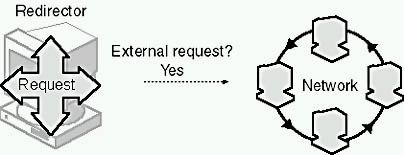 Redirector
External request?
Yes
Request
Network